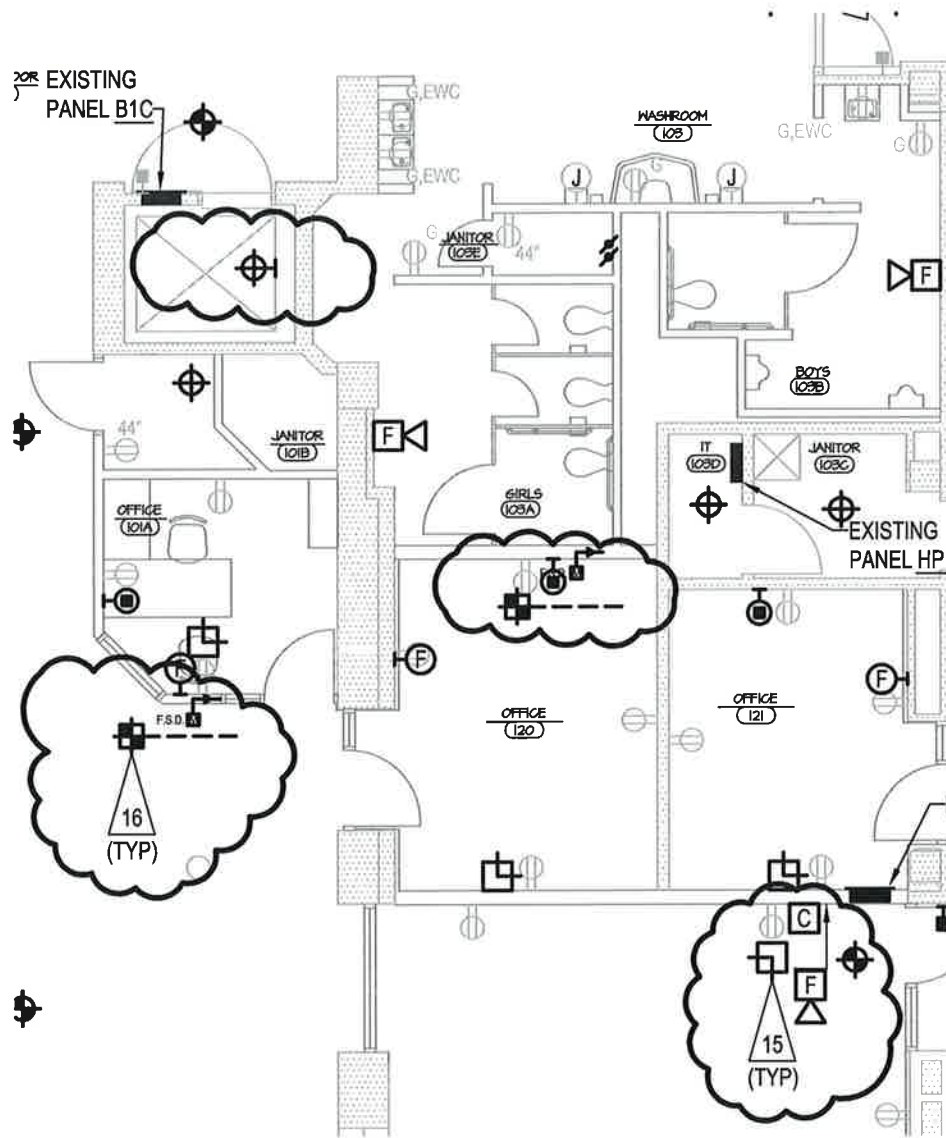 EXISTING
PANEL B1C
G,EWC
G,EWC
WASHROOM
103
G
J
J
G,EWC
G
G
JANITOR
103E
44"
F
BOYS
103B
44"
JANITOR
101B
F
GIRLS
103A
IT
103D
JANITOR
103C
EXISTING
PANEL HP
OFFICE
101A
F
F
OFFICE
120
OFFICE
121
F.S.D.
16
(TYP)
C
F
15
(TYP)